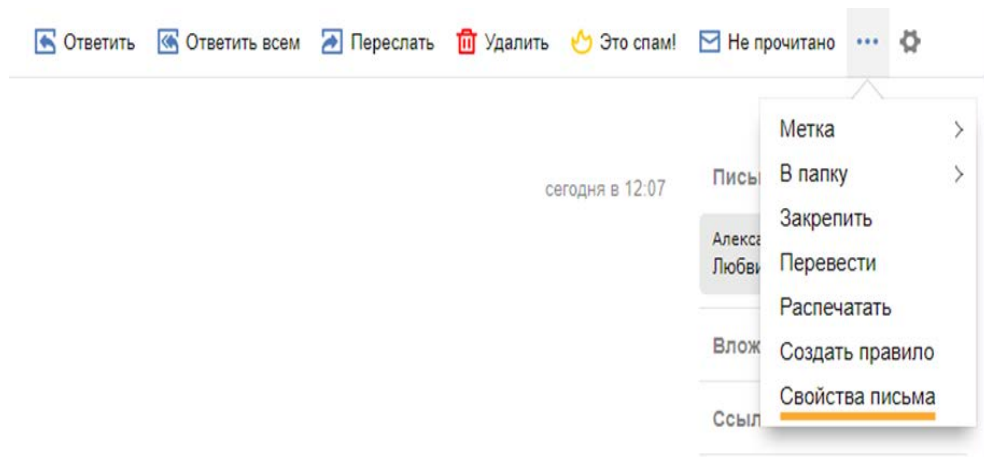 Ответить Ответить всем Переслать Удалить Это спам! Не прочитано
Метка
сегодня в 12:07
В папку
Закрепить
Перевести
Распечатать
Создать правило
Свойства письма